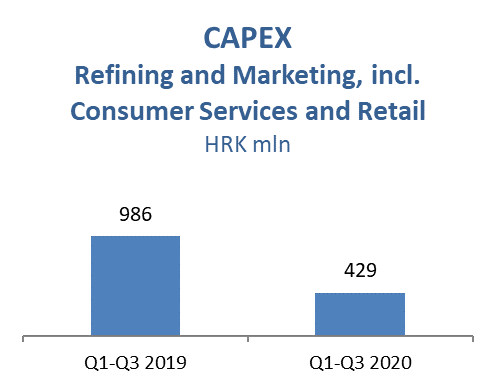 CAPEX
Refining and Marketing, incl.
Consumer Services and Retail
HRK mln
986
429
Q1-Q3 2019
Q1-Q3 2020